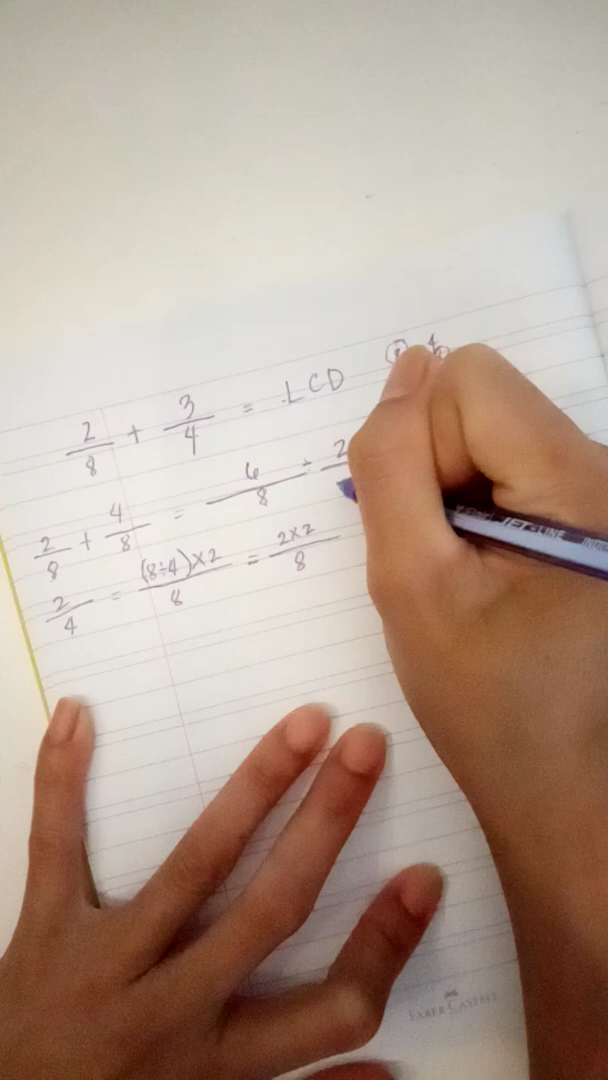 2/8 + 3/4 = LCD
2/8 + 4/8 = 6/8 ÷ 2
2/4 = (8÷4)×2/8 = 2×2/8
FABER CASTELL